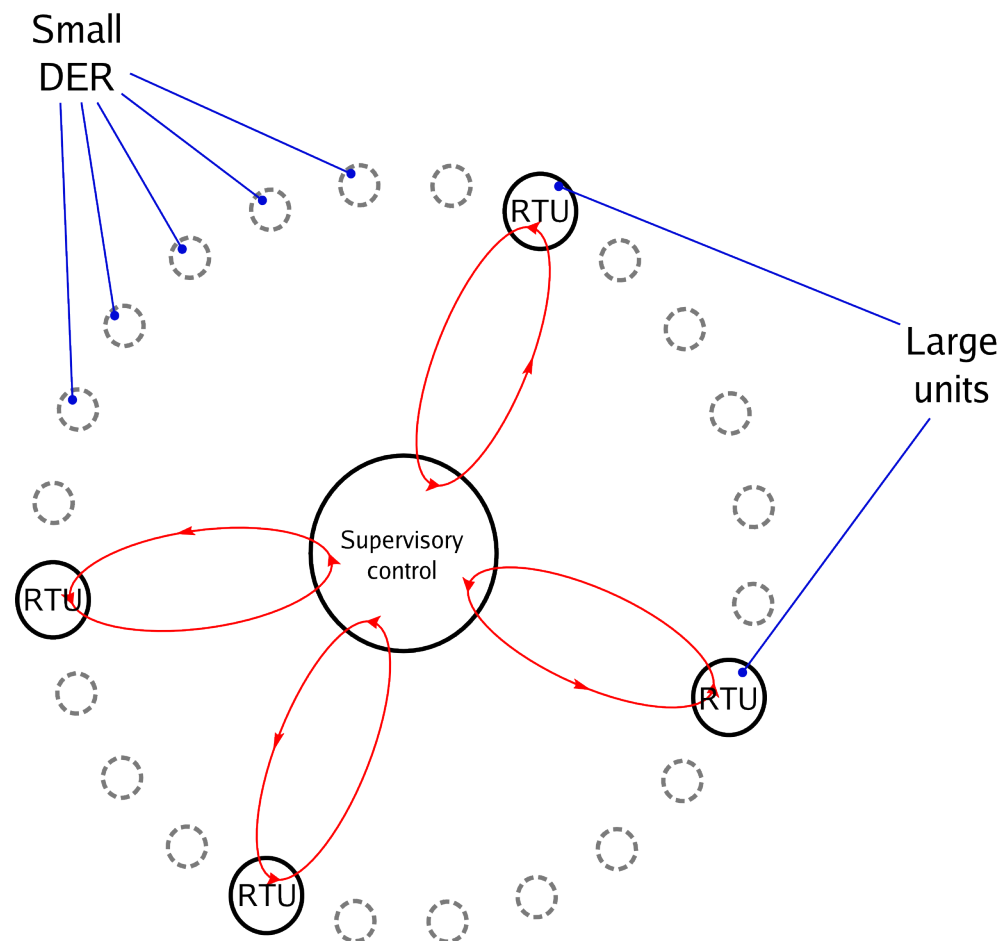 Small
DER
RTU
Large
units
Supervisory
control
RTU
RTU
RTU